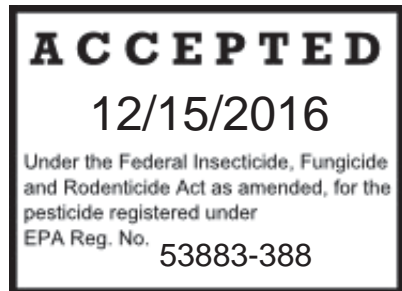 ACCEPTED
12/15/2016
Under the Federal Insecticide, Fungicide
and Rodenticide Act as amended, for the
pesticide registered under
EPA Reg. No. 53883-388